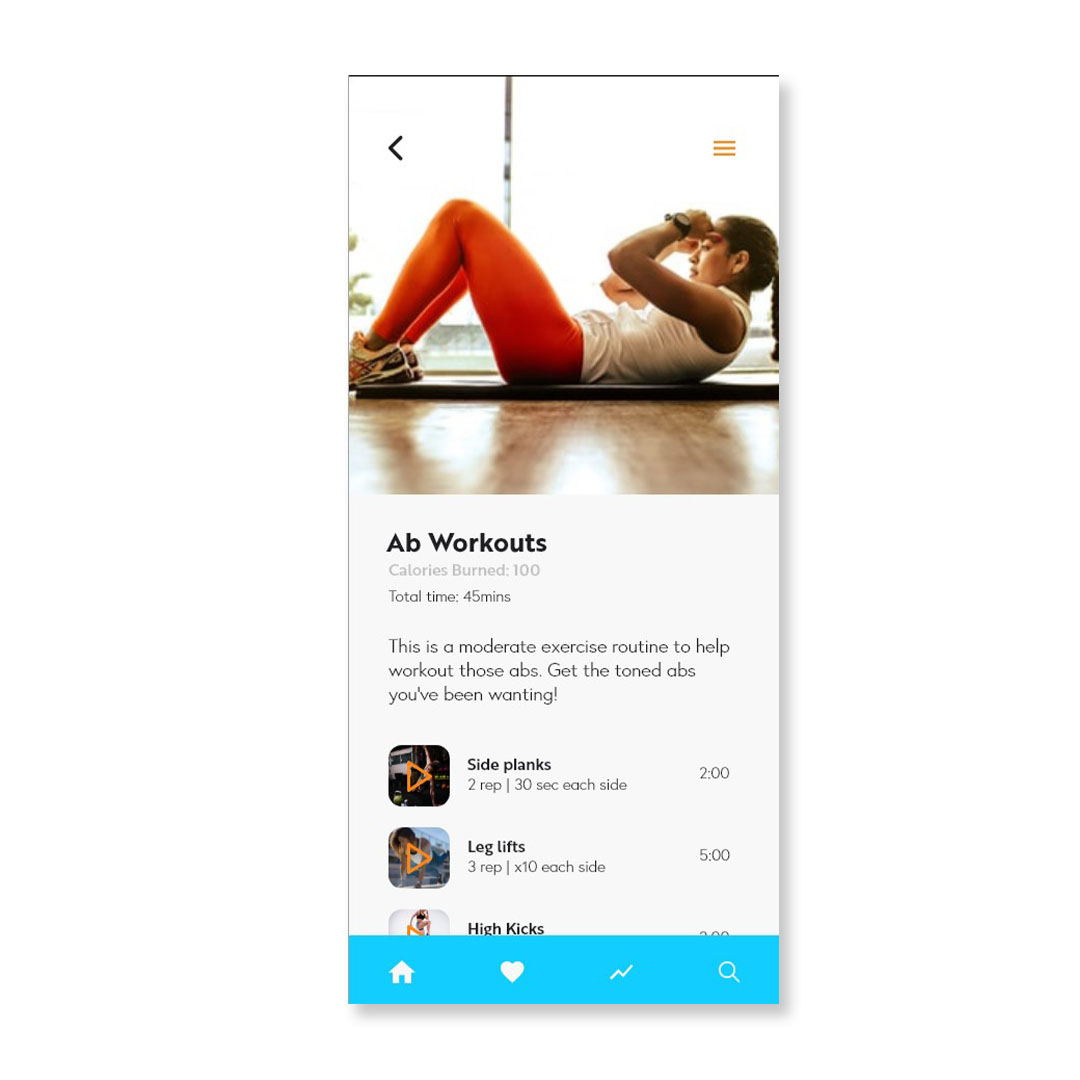 Ab Workouts
Calories Burned: 100
Total time: 45mins
This is a moderate exercise routine to help
workout those abs. Get the toned abs
you've been wanting!
Side planks
2 rep | 30 sec each side
2:00
Leg lifts
3 rep | x10 each side
5:00
High Kicks